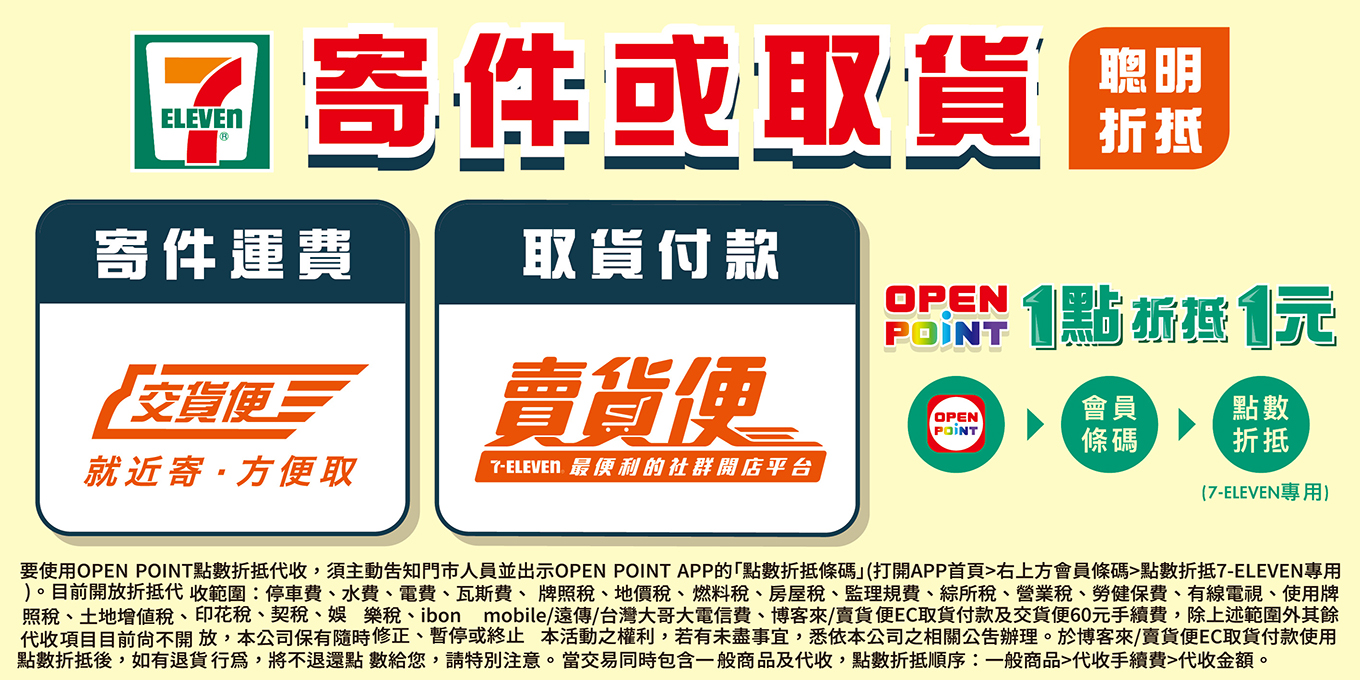 7-ELEVEN®
寄件或取貨
聰明
折抵
寄件運費
交貨便
就近寄・方便取
取貨付款
賣貨便
7-ELEVEN® 最便利的社群開店平台
OPEN POiNT 1點折抵1元
OPEN POiNT
會員
條碼
點數
折抵
(7-ELEVEN專用)
要使用OPEN POINT點數折抵代收，須主動告知門市人員並出示OPEN POINT APP的「點數折抵條碼」(打開APP首頁>右上方會員條碼>點數折抵7-ELEVEN專用
)。目前開放折抵代 收範圍：停車費、水費、電費、瓦斯費、 牌照稅、地價稅、燃料稅、房屋稅、監理規費、綜所稅、營業稅、勞健保費、有線電視、使用牌
照稅、土地增值稅、印花稅、契稅、娛 樂稅、ibon mobile/遠傳/台灣大哥大電信費、博客來/賣貨便EC取貨付款及交貨便60元手續費，除上述範圍外其餘
代收項目目前尚不開 放，本公司保有隨時修正、暫停或終止 本活動之權利，若有未盡事宜，悉依本公司之相關公告辦理。於博客來/賣貨便EC取貨付款使用
點數折抵後，如有退貨行為，將不退還點 數給您，請特別注意。當交易同時包含一般商品及代收，點數折抵順序：一般商品>代收手續費>代收金額。